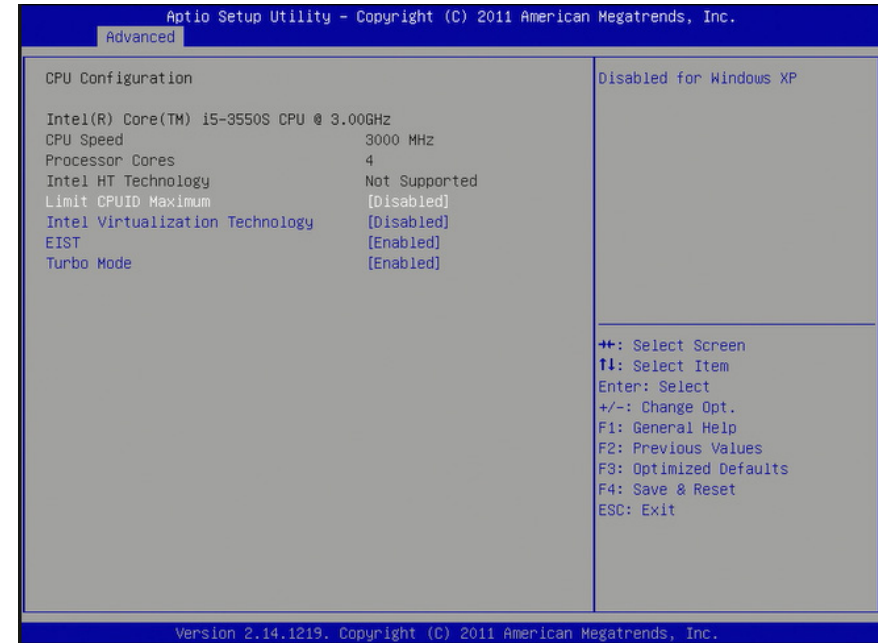 Aptio Setup Utility – Copyright (C) 2011 American Megatrends, Inc.
Advanced
CPU Configuration
Intel(R) Core(TM) i5-3550S CPU @ 3.00GHz
CPU Speed 3000 MHz
Processor Cores 4
Intel HT Technology Not Supported
Limit CPUID Maximum [Disabled]
Intel Virtualization Technology [Disabled]
EIST [Enabled]
Turbo Mode [Enabled]
Disabled for Windows XP
→←: Select Screen
↑↓: Select Item
Enter: Select
+/-: Change Opt.
F1: General Help
F2: Previous Values
F3: Optimized Defaults
F4: Save & Reset
ESC: Exit
Version 2.14.1219. Copyright (C) 2011 American Megatrends, Inc.